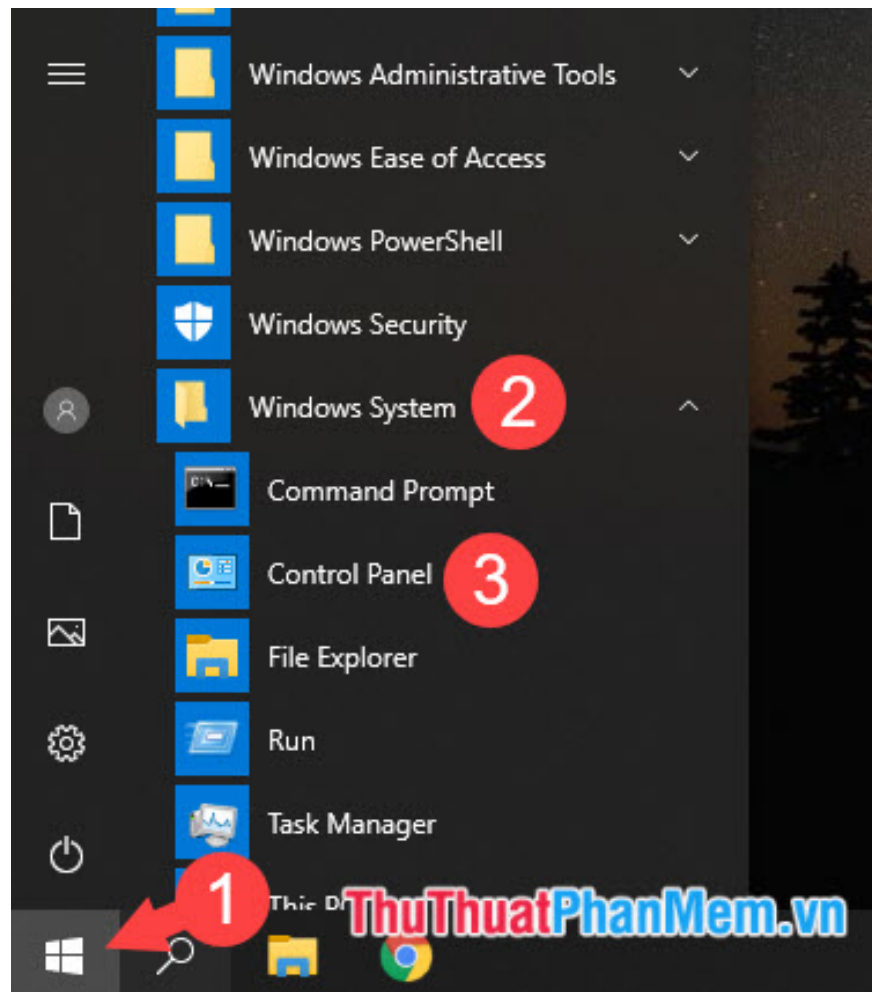 Windows Administrative Tools
Windows Ease of Access
Windows PowerShell
Windows Security
Windows System 2
Command Prompt
Control Panel 3
File Explorer
Run
Task Manager
1
This P
ThuThuatPhanMem.vn